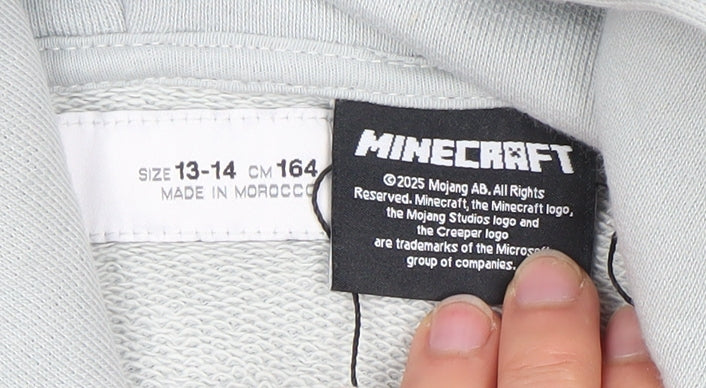 SIZE 13-14 CM 164
MADE IN MOROCCO
MINECRAFT
©2025 Mojang AB. All Rights
Reserved. Minecraft, the Minecraft logo,
the Mojang Studios logo and
the Creeper logo
are trademarks of the Microsoft
group of companies.